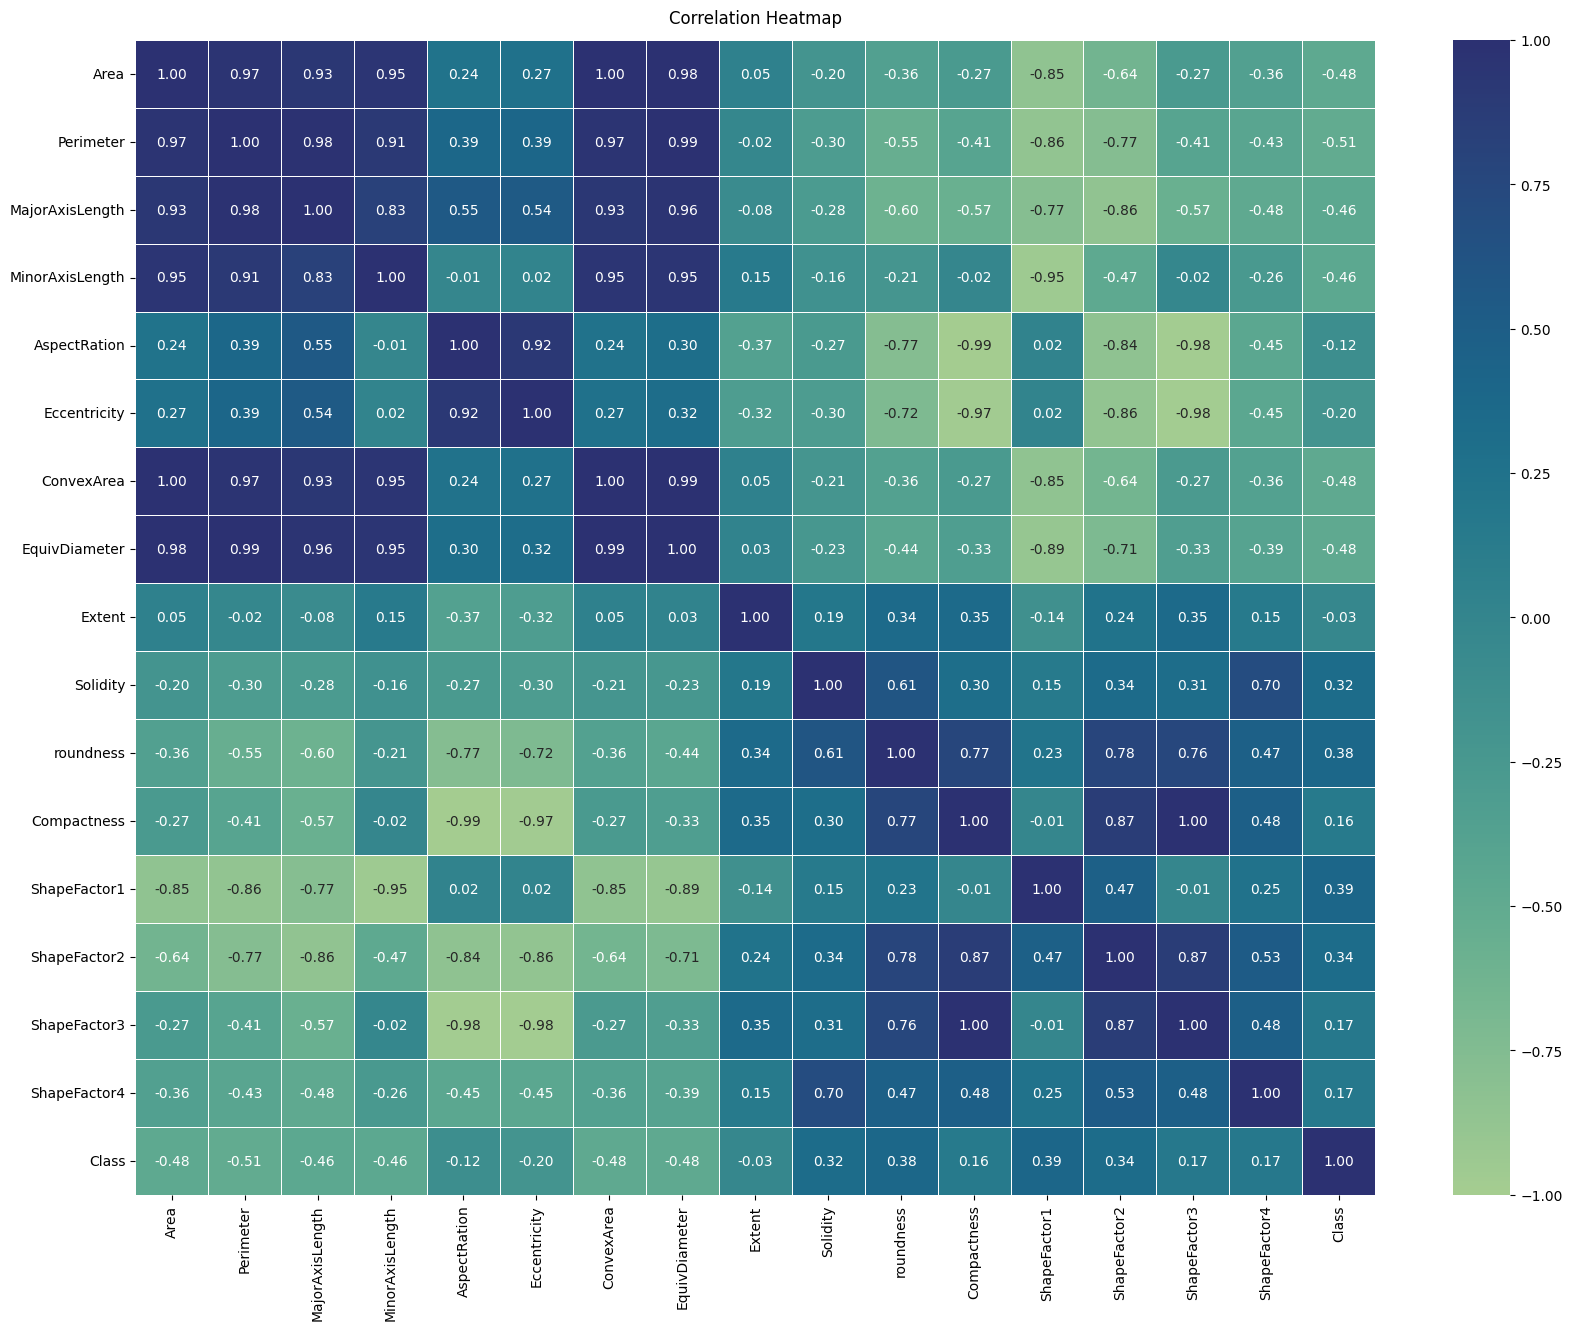 Correlation Heatmap
Area 1.00 0.97 0.93 0.95 0.24 0.27 1.00 0.98 0.05 -0.20 -0.36 -0.27 -0.85 -0.64 -0.27 -0.36 -0.48
Perimeter 0.97 1.00 0.98 0.91 0.39 0.39 0.97 0.99 -0.02 -0.30 -0.55 -0.41 -0.86 -0.77 -0.41 -0.43 -0.51
MajorAxisLength 0.93 0.98 1.00 0.83 0.55 0.54 0.93 0.96 -0.08 -0.28 -0.60 -0.57 -0.77 -0.86 -0.57 -0.48 -0.46
MinorAxisLength 0.95 0.91 0.83 1.00 -0.01 0.02 0.95 0.95 0.15 -0.16 -0.21 -0.02 -0.95 -0.47 -0.02 -0.26 -0.46
AspectRation 0.24 0.39 0.55 -0.01 1.00 0.92 0.24 0.30 -0.37 -0.27 -0.77 -0.99 0.02 -0.84 -0.98 -0.45 -0.12
Eccentricity 0.27 0.39 0.54 0.02 0.92 1.00 0.27 0.32 -0.32 -0.30 -0.72 -0.97 0.02 -0.86 -0.98 -0.45 -0.20
ConvexArea 1.00 0.97 0.93 0.95 0.24 0.27 1.00 0.99 0.05 -0.21 -0.36 -0.27 -0.85 -0.64 -0.27 -0.36 -0.48
EquivDiameter 0.98 0.99 0.96 0.95 0.30 0.32 0.99 1.00 0.03 -0.23 -0.44 -0.33 -0.89 -0.71 -0.33 -0.39 -0.48
Extent 0.05 -0.02 -0.08 0.15 -0.37 -0.32 0.05 0.03 1.00 0.19 0.34 0.35 -0.14 0.24 0.35 0.15 -0.03
Solidity -0.20 -0.30 -0.28 -0.16 -0.27 -0.30 -0.21 -0.23 0.19 1.00 0.61 0.30 0.15 0.34 0.31 0.70 0.32
roundness -0.36 -0.55 -0.60 -0.21 -0.77 -0.72 -0.36 -0.44 0.34 0.61 1.00 0.77 0.23 0.78 0.76 0.47 0.38
Compactness -0.27 -0.41 -0.57 -0.02 -0.99 -0.97 -0.27 -0.33 0.35 0.30 0.77 1.00 -0.01 0.87 1.00 0.48 0.16
ShapeFactor1 -0.85 -0.86 -0.77 -0.95 0.02 0.02 -0.85 -0.89 -0.14 0.15 0.23 -0.01 1.00 0.47 -0.01 0.25 0.39
ShapeFactor2 -0.64 -0.77 -0.86 -0.47 -0.84 -0.86 -0.64 -0.71 0.24 0.34 0.78 0.87 0.47 1.00 0.87 0.53 0.34
ShapeFactor3 -0.27 -0.41 -0.57 -0.02 -0.98 -0.98 -0.27 -0.33 0.35 0.31 0.76 1.00 -0.01 0.87 1.00 0.48 0.17
ShapeFactor4 -0.36 -0.43 -0.48 -0.26 -0.45 -0.45 -0.36 -0.39 0.15 0.70 0.47 0.48 0.25 0.53 0.48 1.00 0.17
Class -0.48 -0.51 -0.46 -0.46 -0.12 -0.20 -0.48 -0.48 -0.03 0.32 0.38 0.16 0.39 0.34 0.17 0.17 1.00
Area
Perimeter
MajorAxisLength
MinorAxisLength
AspectRation
Eccentricity
ConvexArea
EquivDiameter
Extent
Solidity
roundness
Compactness
ShapeFactor1
ShapeFactor2
ShapeFactor3
ShapeFactor4
Class
1.00
0.75
0.50
0.25
0.00
−0.25
−0.50
−0.75
−1.00